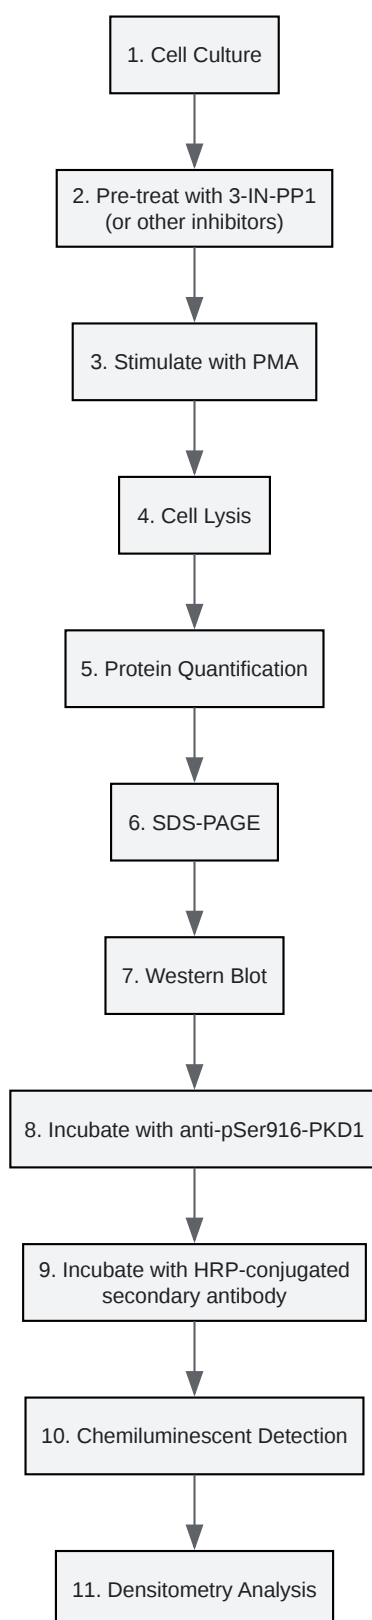 1. Cell Culture
2. Pre-treat with 3-IN-PP1
(or other inhibitors)
3. Stimulate with PMA
4. Cell Lysis
5. Protein Quantification
6. SDS-PAGE
7. Western Blot
8. Incubate with anti-pSer916-PKD1
9. Incubate with HRP-conjugated
secondary antibody
10. Chemiluminescent Detection
11. Densitometry Analysis